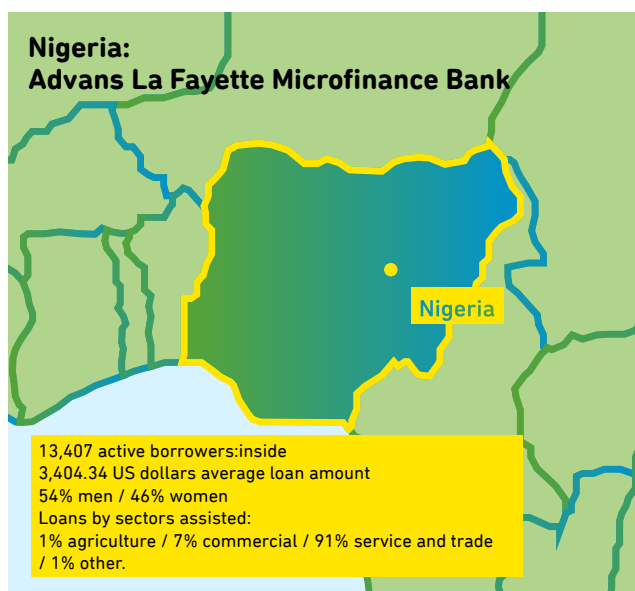 Nigeria:
Advans La Fayette Microfinance Bank
Nigeria
13,407 active borrowers:inside
3,404.34 US dollars average loan amount
54% men / 46% women
Loans by sectors assisted:
1% agriculture / 7% commercial / 91% service and trade
/ 1% other.